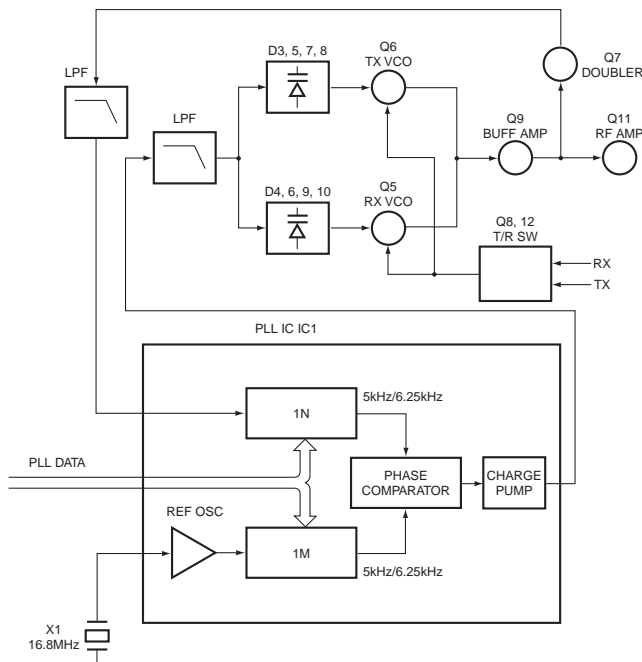 LPF
D3, 5, 7, 8
Q6
TX VCO
Q7
DOUBLER
LPF
Q9
BUFF AMP
Q11
RF AMP
D4, 6, 9, 10
Q5
RX VCO
Q8, 12
T/R SW
RX
TX
PLL IC IC1
5kHz/6.25kHz
1N
PLL DATA
PHASE
COMPARATOR
CHARGE
PUMP
REF OSC
1M
5kHz/6.25kHz
X1
16.8MHz